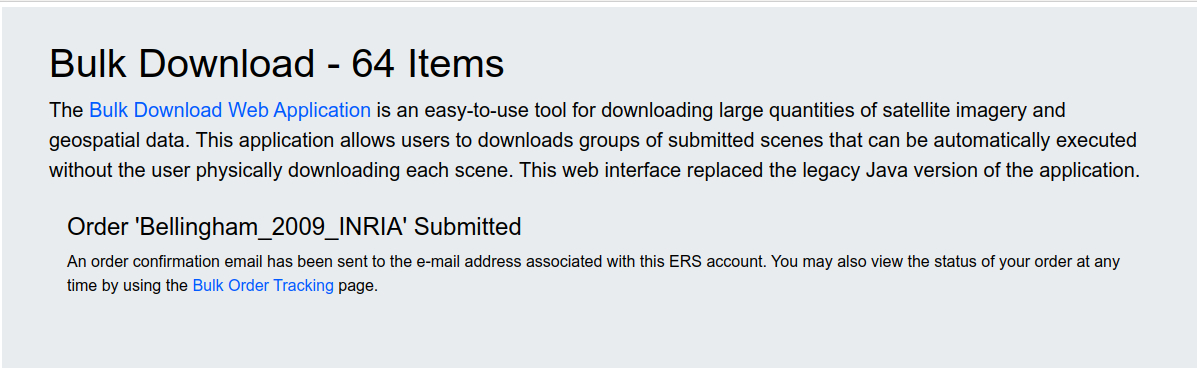 Bulk Download - 64 Items
The Bulk Download Web Application is an easy-to-use tool for downloading large quantities of satellite imagery and
geospatial data. This application allows users to downloads groups of submitted scenes that can be automatically executed
without the user physically downloading each scene. This web interface replaced the legacy Java version of the application.
Order 'Bellingham_2009_INRIA' Submitted
An order confirmation email has been sent to the e-mail address associated with this ERS account. You may also view the status of your order at any
time by using the Bulk Order Tracking page.